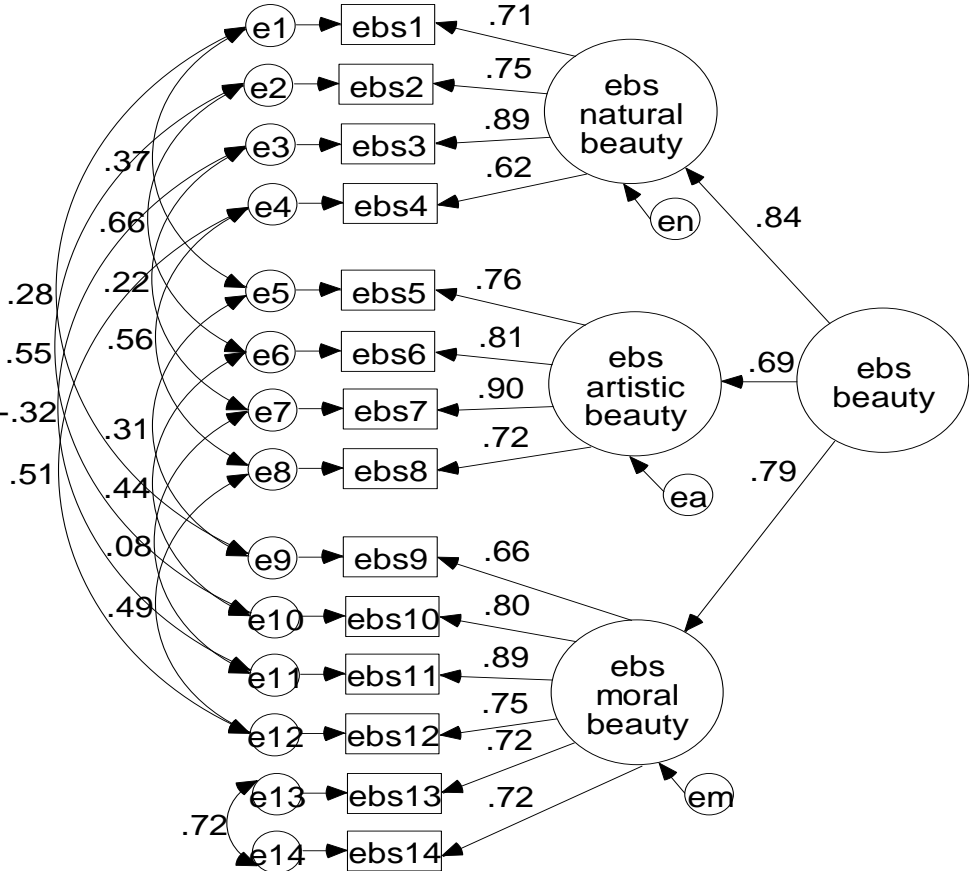 e1 ebs1 .71
e2 ebs2 .75
e3 ebs3 .89
e4 ebs4 .62
ebs
natural
beauty
en
.84
.37
.66
.22
.56
e5 ebs5 .76
e6 ebs6 .81
e7 ebs7 .90
e8 ebs8 .72
ebs
artistic
beauty
ea
.69
ebs
beauty
.28
.55
-.32
.51
.31
.44
.08
.49
.79
e9 ebs9 .66
e10 ebs10 .80
e11 ebs11 .89
e12 ebs12 .75
e13 ebs13 .72
e14 ebs14 .72
ebs
moral
beauty
em
.72